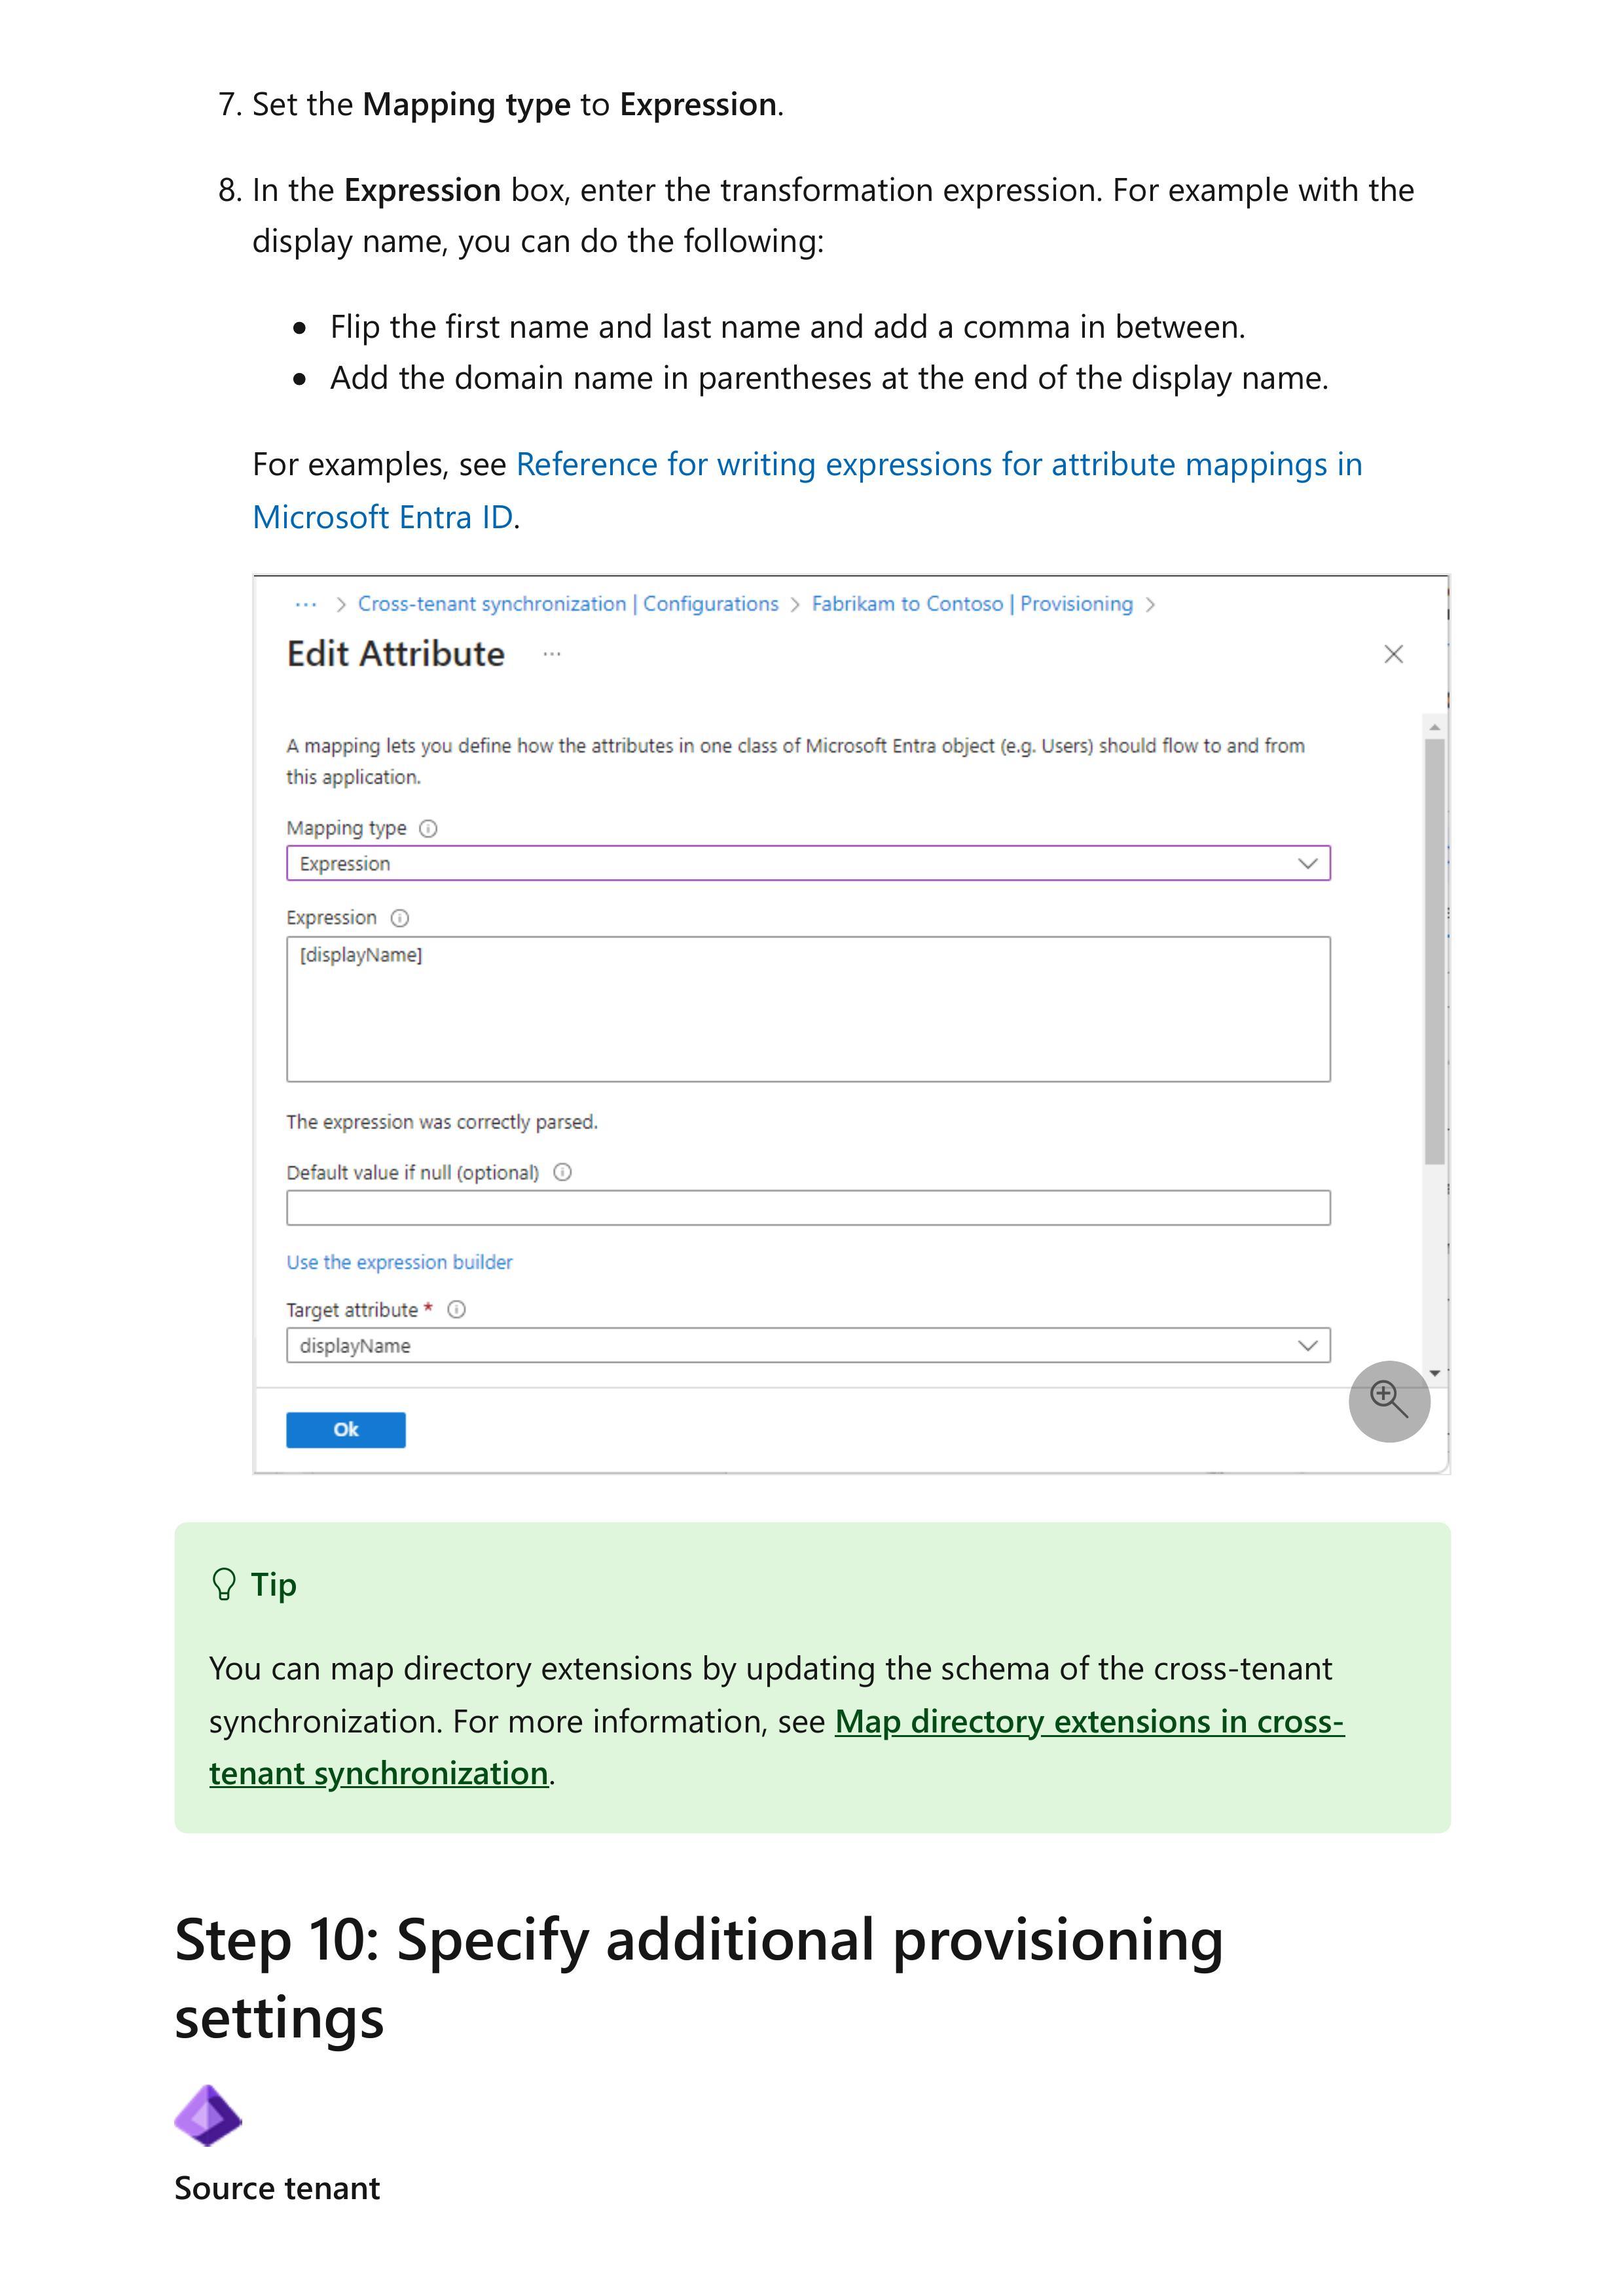 7. Set the Mapping type to Expression.
8. In the Expression box, enter the transformation expression. For example with the
display name, you can do the following:
• Flip the first name and last name and add a comma in between.
• Add the domain name in parentheses at the end of the display name.
For examples, see Reference for writing expressions for attribute mappings in
Microsoft Entra ID.
··· > Cross-tenant synchronization | Configurations > Fabrikam to Contoso | Provisioning >
Edit Attribute ···
A mapping lets you define how the attributes in one class of Microsoft Entra object (e.g. Users) should flow to and from
this application.
Mapping type
Expression
Expression
[displayName]
The expression was correctly parsed.
Default value if null (optional)
Use the expression builder
Target attribute *
displayName
Ok
Tip
You can map directory extensions by updating the schema of the cross-tenant
synchronization. For more information, see Map directory extensions in cross-
tenant synchronization.
Step 10: Specify additional provisioning
settings
Source tenant